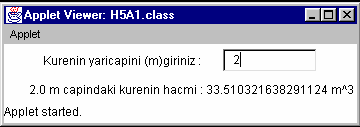 Applet Viewer: H5A1.class
Applet
Kurenin yaricapini (m)giriniz : 2
2.0 m capindaki kurenin hacmi : 33.510321638291124 m^3
Applet started.